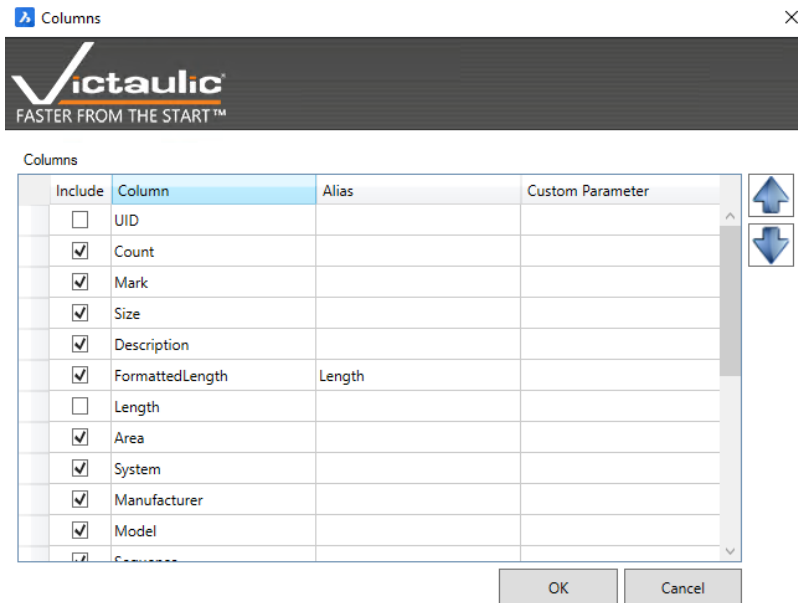 Columns
Victaulic
FASTER FROM THE START™
Columns
Include Column Alias Custom Parameter
UID
Count
Mark
Size
Description
FormattedLength Length
Length
Area
System
Manufacturer
Model
OK Cancel